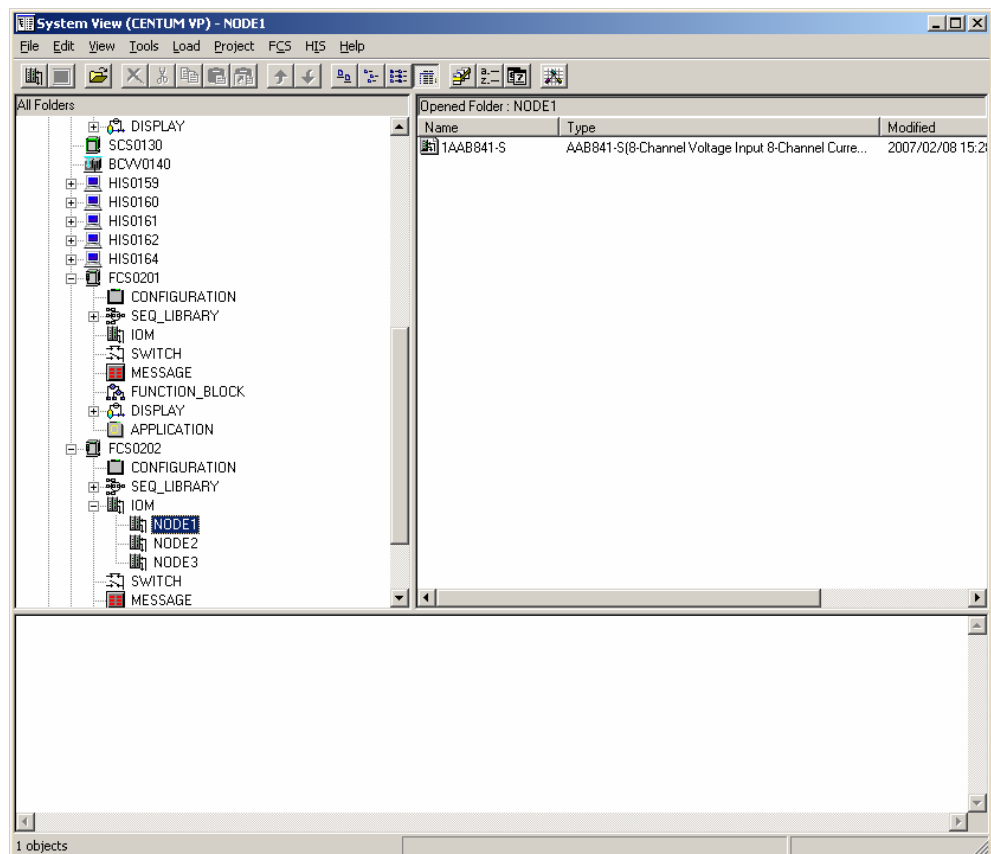 System View (CENTUM VP) - NODE1
File Edit View Tools Load Project FCS HIS Help
All Folders
Opened Folder : NODE1
DISPLAY
SCS0130
BCVV0140
HIS0159
HIS0160
HIS0161
HIS0162
HIS0164
FCS0201
CONFIGURATION
SEQ_LIBRARY
IOM
SWITCH
MESSAGE
FUNCTION_BLOCK
DISPLAY
APPLICATION
FCS0202
CONFIGURATION
SEQ_LIBRARY
IOM
NODE1
NODE2
NODE3
SWITCH
MESSAGE
Name Type Modified
1AAB841-S AAB841-S(8-Channel Voltage Input 8-Channel Curre... 2007/02/08 15:2
1 objects